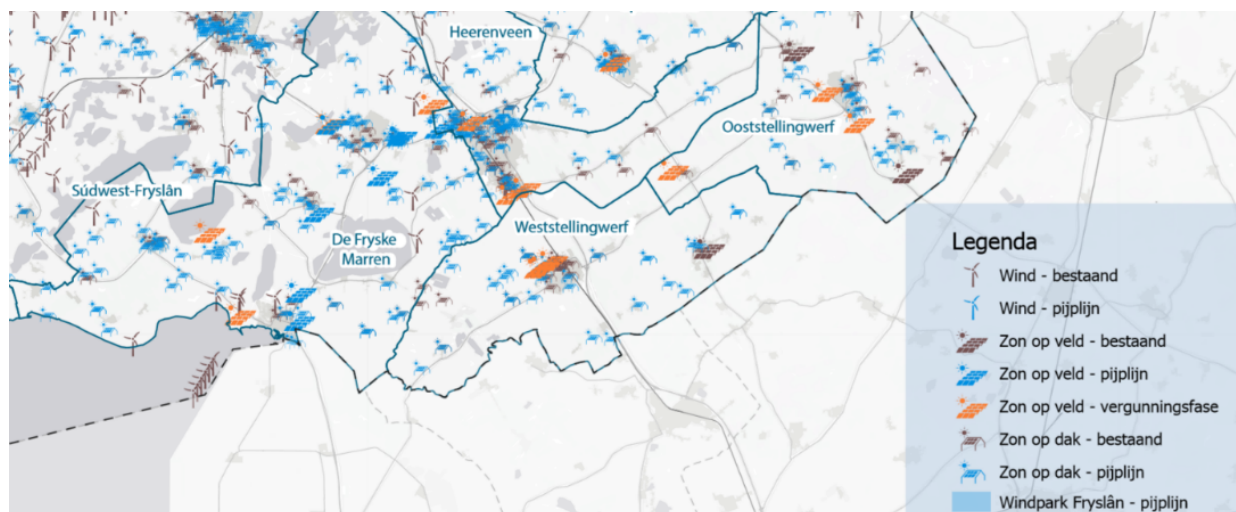 Heerenveen
Ooststellingwerf
Súdwest-Fryslân
Weststellingwerf
De Fryske
Marren
Legenda
Wind - bestaand
Wind - pijplijn
Zon op veld - bestaand
Zon op veld - pijplijn
Zon op veld - vergunningsfase
Zon op dak - bestaand
Zon op dak - pijplijn
Windpark Fryslân - pijplijn